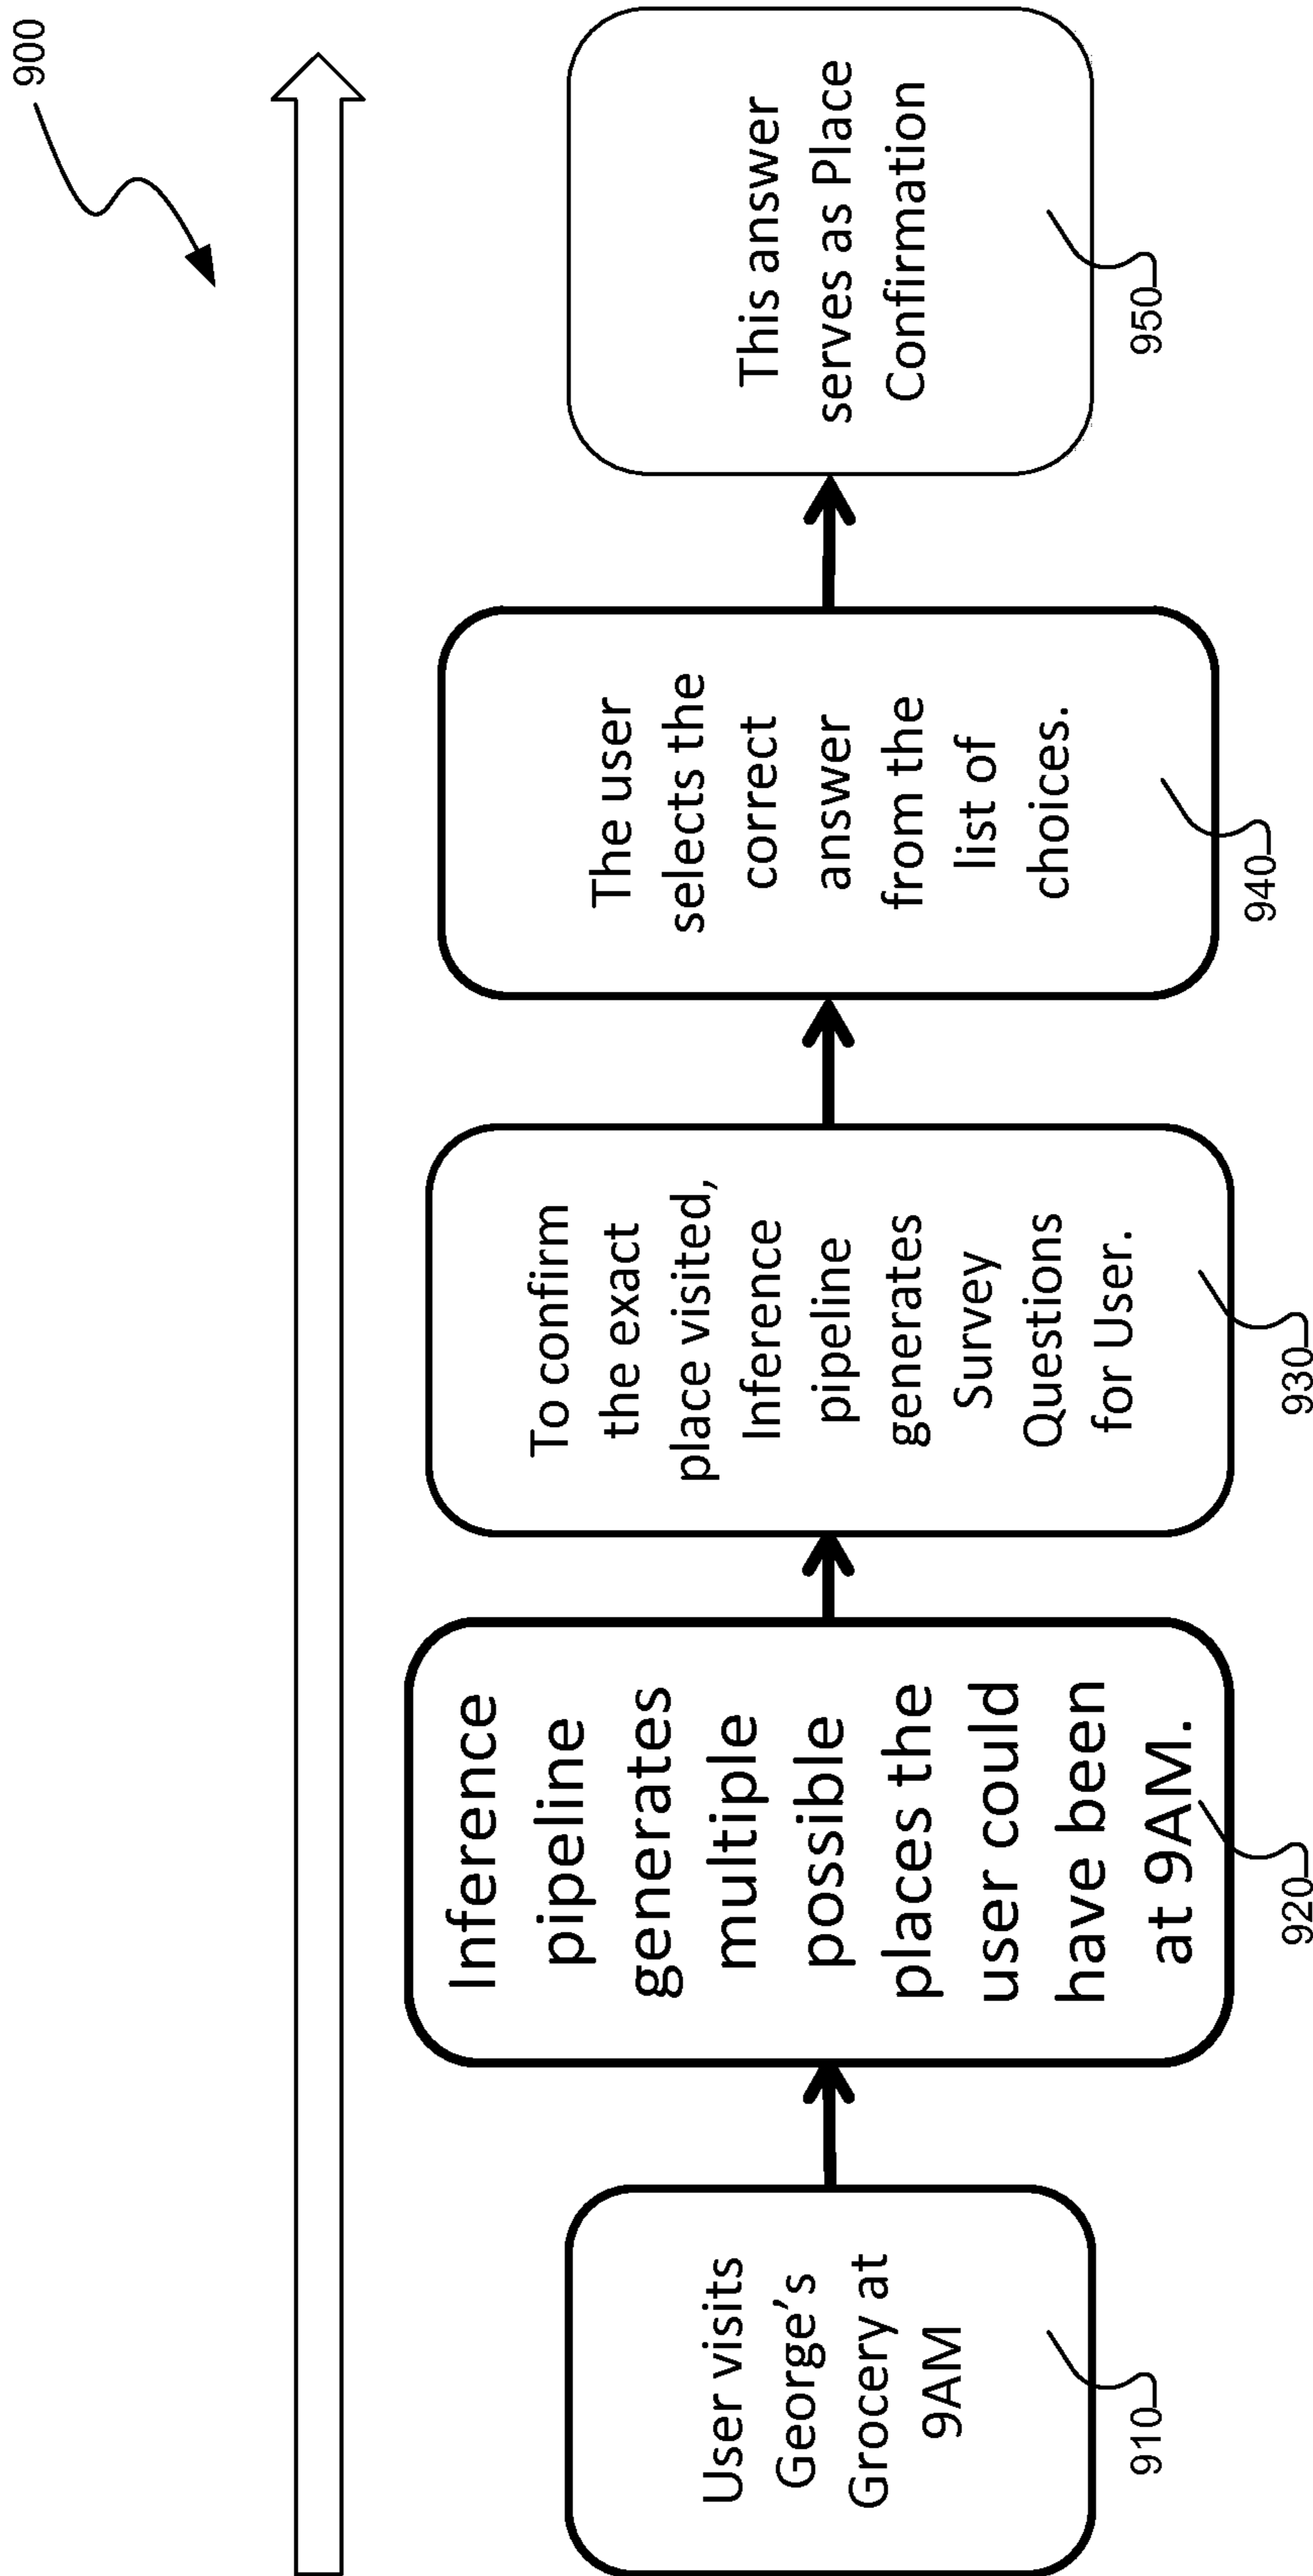 900
User visits
George’s
Grocery at
9AM
910
Inference
pipeline
generates
multiple
possible
places the
user could
have been
at 9AM.
920
To confirm
the exact
place visited,
Inference
pipeline
generates
Survey
Questions
for User.
930
The user
selects the
correct
answer
from the
list of
choices.
940
This answer
serves as Place
Confirmation
950